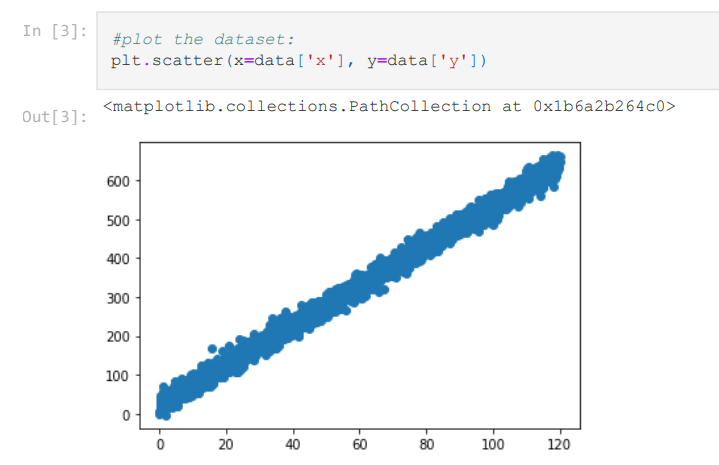 In [3]:
#plot the dataset:
plt.scatter(x=data['x'], y=data['y'])
Out[3]:
<matplotlib.collections.PathCollection at 0x1b6a2b264c0>
600
500
400
300
200
100
0
0 20 40 60 80 100 120